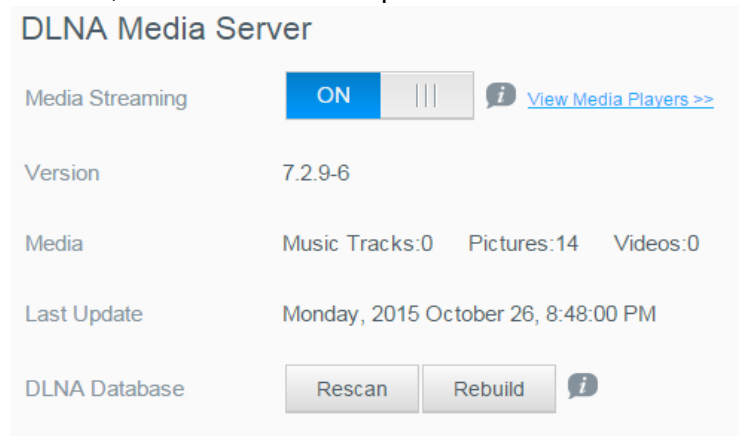 DLNA Media Server
Media Streaming ON View Media Players >>
Version 7.2.9-6
Media Music Tracks:0 Pictures:14 Videos:0
Last Update Monday, 2015 October 26, 8:48:00 PM
DLNA Database Rescan Rebuild